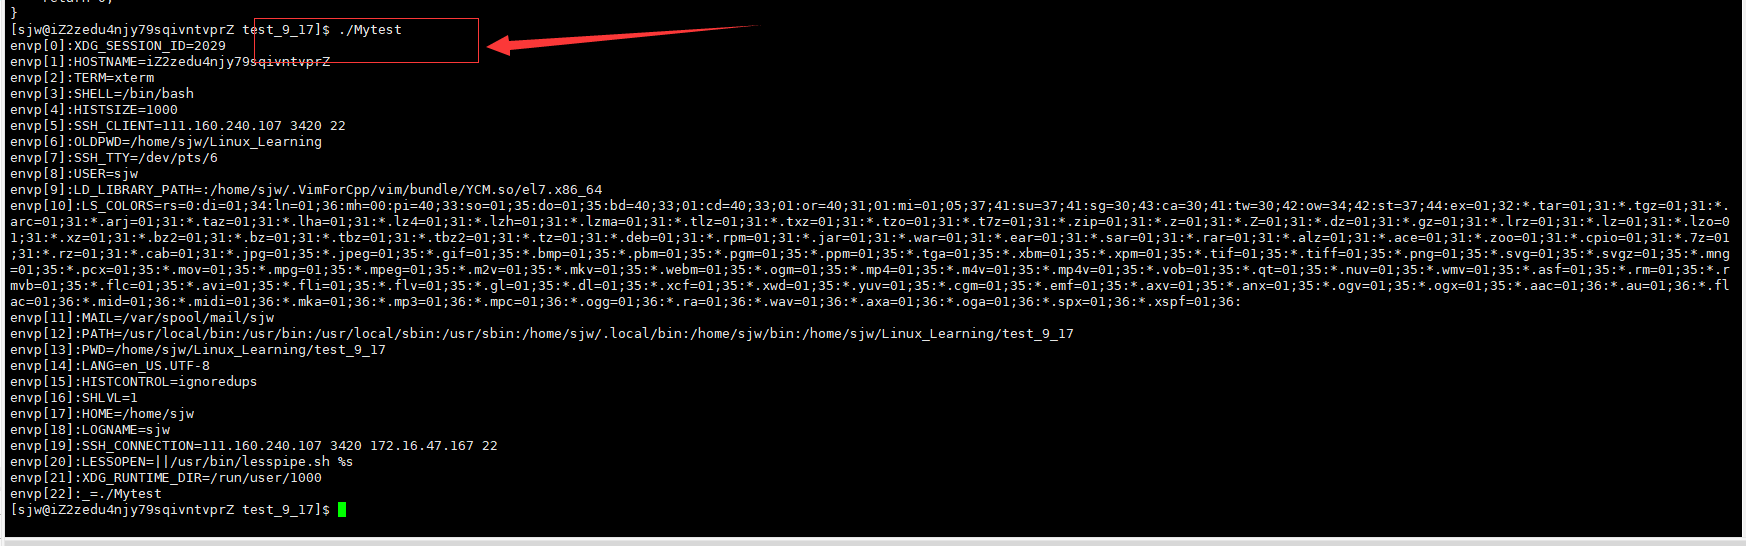 }
[sjw@iZ2zedu4njy79sqivntvprZ test_9_17]$ ./Mytest
envp[0]:XDG_SESSION_ID=2029
envp[1]:HOSTNAME=iZ2zedu4njy79sqivntvprZ
envp[2]:TERM=xterm
envp[3]:SHELL=/bin/bash
envp[4]:HISTSIZE=1000
envp[5]:SSH_CLIENT=111.160.240.107 3420 22
envp[6]:OLDPWD=/home/sjw/Linux_Learning
envp[7]:SSH_TTY=/dev/pts/6
envp[8]:USER=sjw
envp[9]:LD_LIBRARY_PATH=:/home/sjw/.VimForCpp/vim/bundle/YCM.so/el7.x86_64
envp[10]:LS_COLORS=rs=0:di=01;34:ln=01;36:mh=00:pi=40;33:so=01;35:do=01;35:bd=40;33;01:cd=40;33;01:or=40;31;01:mi=01;05;37;41:su=37;41:sg=30;43:ca=30;41:tw=30;42:ow=34;42:st=37;44:ex=01;32:*.tar=01;31:*.tgz=01;31:*.
arc=01;31:*.arj=01;31:*.taz=01;31:*.lha=01;31:*.lz4=01;31:*.lzh=01;31:*.lzma=01;31:*.tlz=01;31:*.txz=01;31:*.tzo=01;31:*.t7z=01;31:*.zip=01;31:*.z=01;31:*.Z=01;31:*.dz=01;31:*.gz=01;31:*.lrz=01;31:*.lz=01;31:*.lzo=0
1;31:*.xz=01;31:*.bz2=01;31:*.bz=01;31:*.tbz=01;31:*.tbz2=01;31:*.tz=01;31:*.deb=01;31:*.rpm=01;31:*.jar=01;31:*.war=01;31:*.ear=01;31:*.sar=01;31:*.rar=01;31:*.alz=01;31:*.ace=01;31:*.zoo=01;31:*.cpio=01;31:*.7z=01
;31:*.rz=01;31:*.cab=01;31:*.jpg=01;35:*.jpeg=01;35:*.gif=01;35:*.bmp=01;35:*.pbm=01;35:*.pgm=01;35:*.ppm=01;35:*.tga=01;35:*.xbm=01;35:*.xpm=01;35:*.tif=01;35:*.tiff=01;35:*.png=01;35:*.svg=01;35:*.svgz=01;35:*.mng
=01;35:*.pcx=01;35:*.mov=01;35:*.mpg=01;35:*.mpeg=01;35:*.m2v=01;35:*.mkv=01;35:*.webm=01;35:*.ogm=01;35:*.mp4=01;35:*.m4v=01;35:*.mp4v=01;35:*.vob=01;35:*.qt=01;35:*.nuv=01;35:*.wmv=01;35:*.asf=01;35:*.rm=01;35:*.r
mvb=01;35:*.flc=01;35:*.avi=01;35:*.fli=01;35:*.flv=01;35:*.gl=01;35:*.dl=01;35:*.xcf=01;35:*.xwd=01;35:*.yuv=01;35:*.cgm=01;35:*.emf=01;35:*.axv=01;35:*.anx=01;35:*.ogv=01;35:*.ogx=01;35:*.aac=01;36:*.au=01;36:*.fl
ac=01;36:*.mid=01;36:*.midi=01;36:*.mka=01;36:*.mp3=01;36:*.mpc=01;36:*.ogg=01;36:*.ra=01;36:*.wav=01;36:*.axa=01;36:*.oga=01;36:*.spx=01;36:*.xspf=01;36:
envp[11]:MAIL=/var/spool/mail/sjw
envp[12]:PATH=/usr/local/bin:/usr/bin:/usr/local/sbin:/usr/sbin:/home/sjw/.local/bin:/home/sjw/bin:/home/sjw/Linux_Learning/test_9_17
envp[13]:PWD=/home/sjw/Linux_Learning/test_9_17
envp[14]:LANG=en_US.UTF-8
envp[15]:HISTCONTROL=ignoredups
envp[16]:SHLVL=1
envp[17]:HOME=/home/sjw
envp[18]:LOGNAME=sjw
envp[19]:SSH_CONNECTION=111.160.240.107 3420 172.16.47.167 22
envp[20]:LESSOPEN=||/usr/bin/lesspipe.sh %s
envp[21]:XDG_RUNTIME_DIR=/run/user/1000
envp[22]:_=./Mytest
[sjw@iZ2zedu4njy79sqivntvprZ test_9_17]$